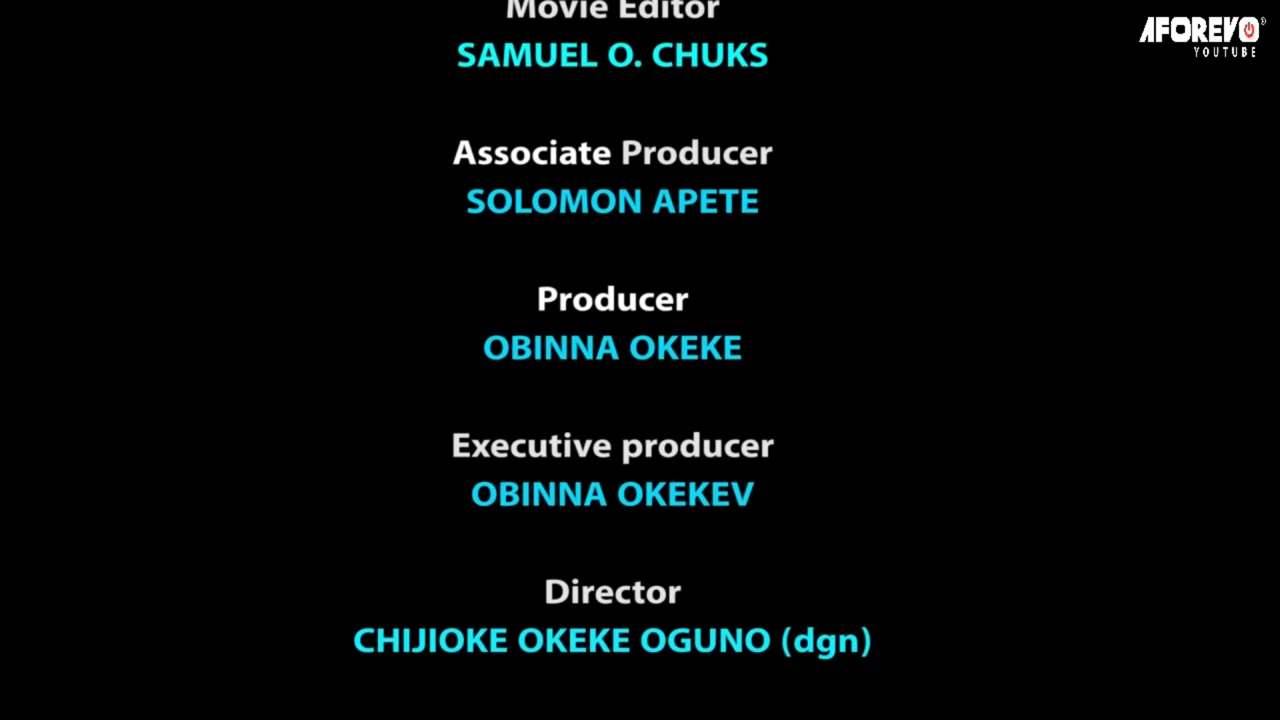 Movie Editor
SAMUEL O. CHUKS
Associate Producer
SOLOMON APETE
Producer
OBINNA OKEKE
Executive producer
OBINNA OKEKEV
Director
CHIJIOKE OKEKE OGUNO (dgn)
AFOREVO®
YOUTUBE